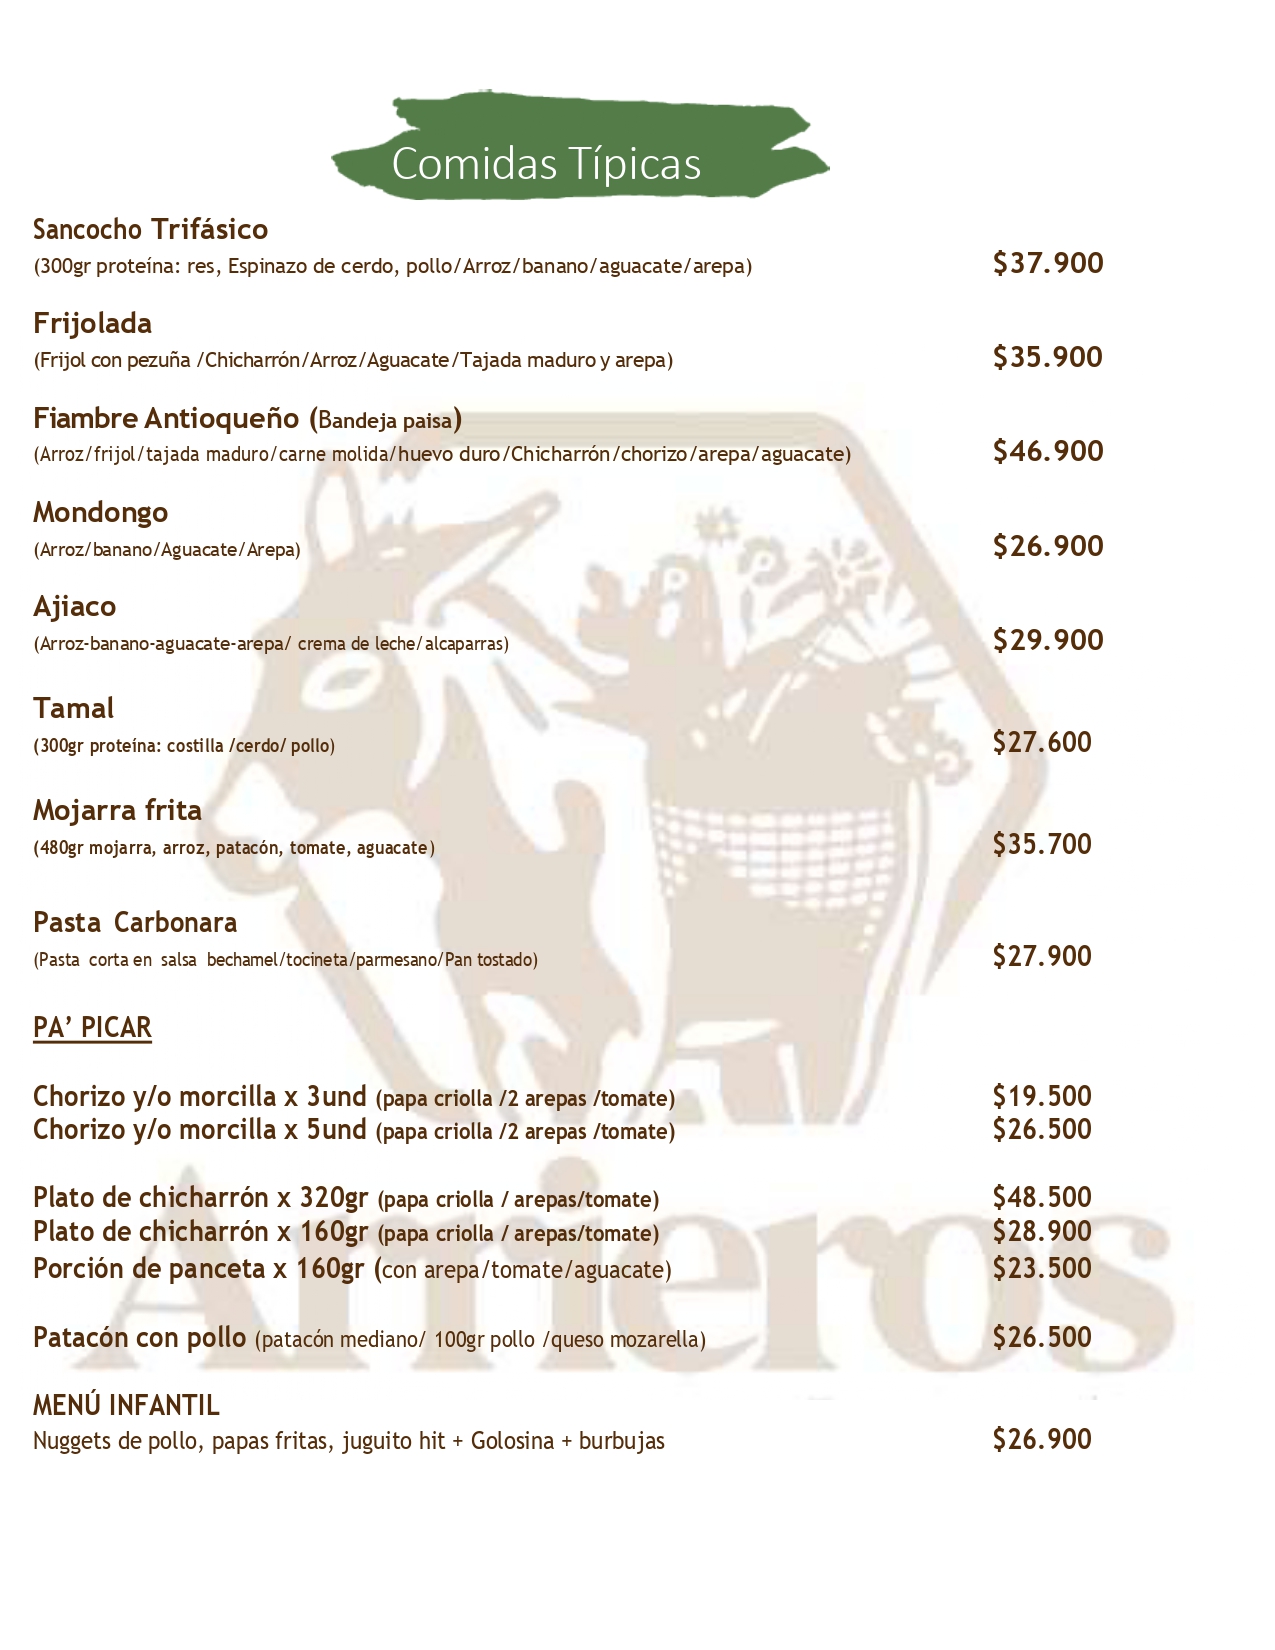 Comidas Típicas
Sancocho Trifásico
(300gr proteína: res, Espinazo de cerdo, pollo/Arroz/banano/aguacate/arepa) $37.900
Frijolada
(Frijol con pezuña /Chicharrón/Arroz/Aguacate/Tajada maduro y arepa) $35.900
Fiambre Antioqueño (Bandeja paisa)
(Arroz/frijol/tajada maduro/carne molida/huevo duro/Chicharrón/chorizo/arepa/aguacate) $46.900
Mondongo
(Arroz/banano/Aguacate/Arepa) $26.900
Ajiaco
(Arroz-banano-aguacate-arepa/ crema de leche/alcaparras) $29.900
Tamal
(300gr proteína: costilla /cerdo/ pollo) $27.600
Mojarra frita
(480gr mojarra, arroz, patacón, tomate, aguacate) $35.700
Pasta Carbonara
(Pasta corta en salsa bechamel/tocineta/parmesano/Pan tostado) $27.900
PA’ PICAR
Chorizo y/o morcilla x 3und (papa criolla /2 arepas /tomate) $19.500
Chorizo y/o morcilla x 5und (papa criolla /2 arepas /tomate) $26.500
Plato de chicharrón x 320gr (papa criolla / arepas/tomate) $48.500
Plato de chicharrón x 160gr (papa criolla / arepas/tomate) $28.900
Porción de panceta x 160gr (con arepa/tomate/aguacate) $23.500
Arrieros
Patacón con pollo (patacón mediano/ 100gr pollo /queso mozarella) $26.500
MENÚ INFANTIL
Nuggets de pollo, papas fritas, juguito hit + Golosina + burbujas $26.900